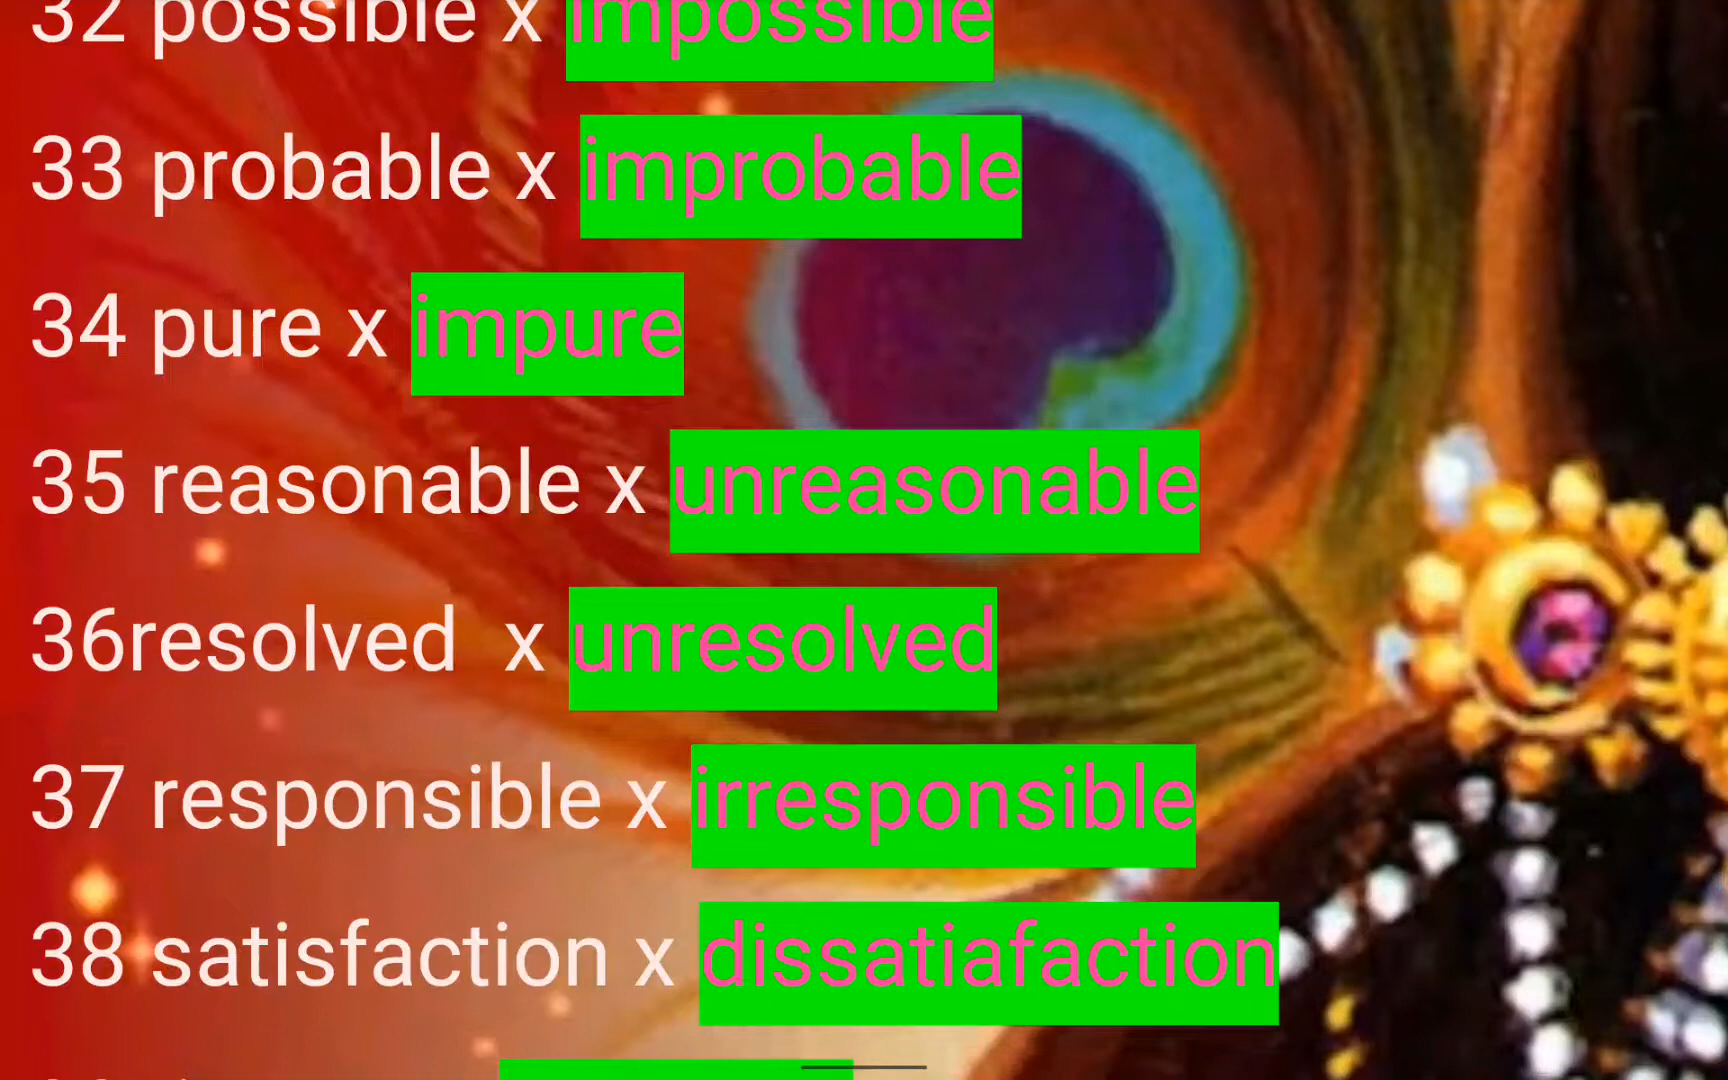 32 possible x impossible
33 probable x improbable
34 pure x impure
35 reasonable x unreasonable
36resolved  x unresolved
37 responsible x irresponsible
38 satisfaction x dissatiafaction